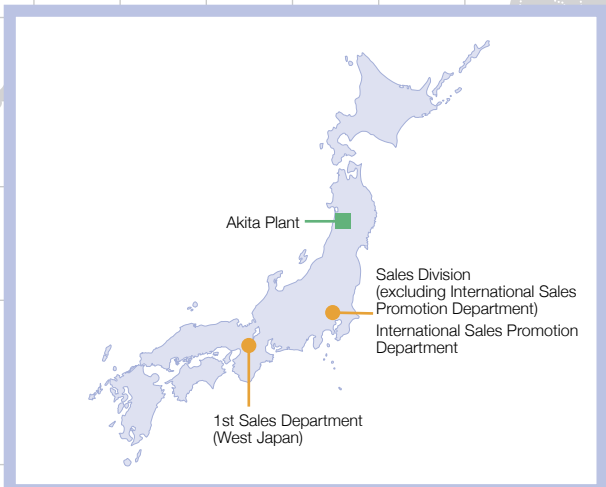 Akita Plant
Sales Division
(excluding International Sales
Promotion Department)
International Sales Promotion
Department
1st Sales Department
(West Japan)